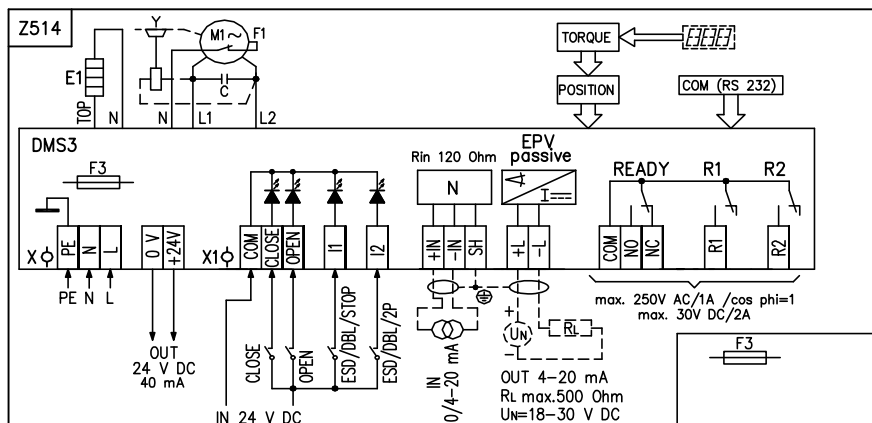 Z514
Y
M1~
F1
E1
C
TOP
N
N
L1
L2
TORQUE
POSITION
COM (RS 232)
DMS3
F3
Rin 120 Ohm
N
EPV
passive
I
READY
R1
R2
X
PE
N
L
0 V
+24V
X1
COM
CLOSE
OPEN
I1
I2
+IN
-IN
SH
+L
-L
COM
NO
NC
R1
R2
PE N L
OUT
24 V DC
40 mA
CLOSE
OPEN
ESD/DBL/STOP
ESD/DBL/2P
IN 24 V DC
IN
0/4-20 mA
+
UN
-
RL
OUT 4-20 mA
RL max.500 Ohm
UN=18-30 V DC
max. 250V AC/1A /cos phi=1
max. 30V DC/2A
F3